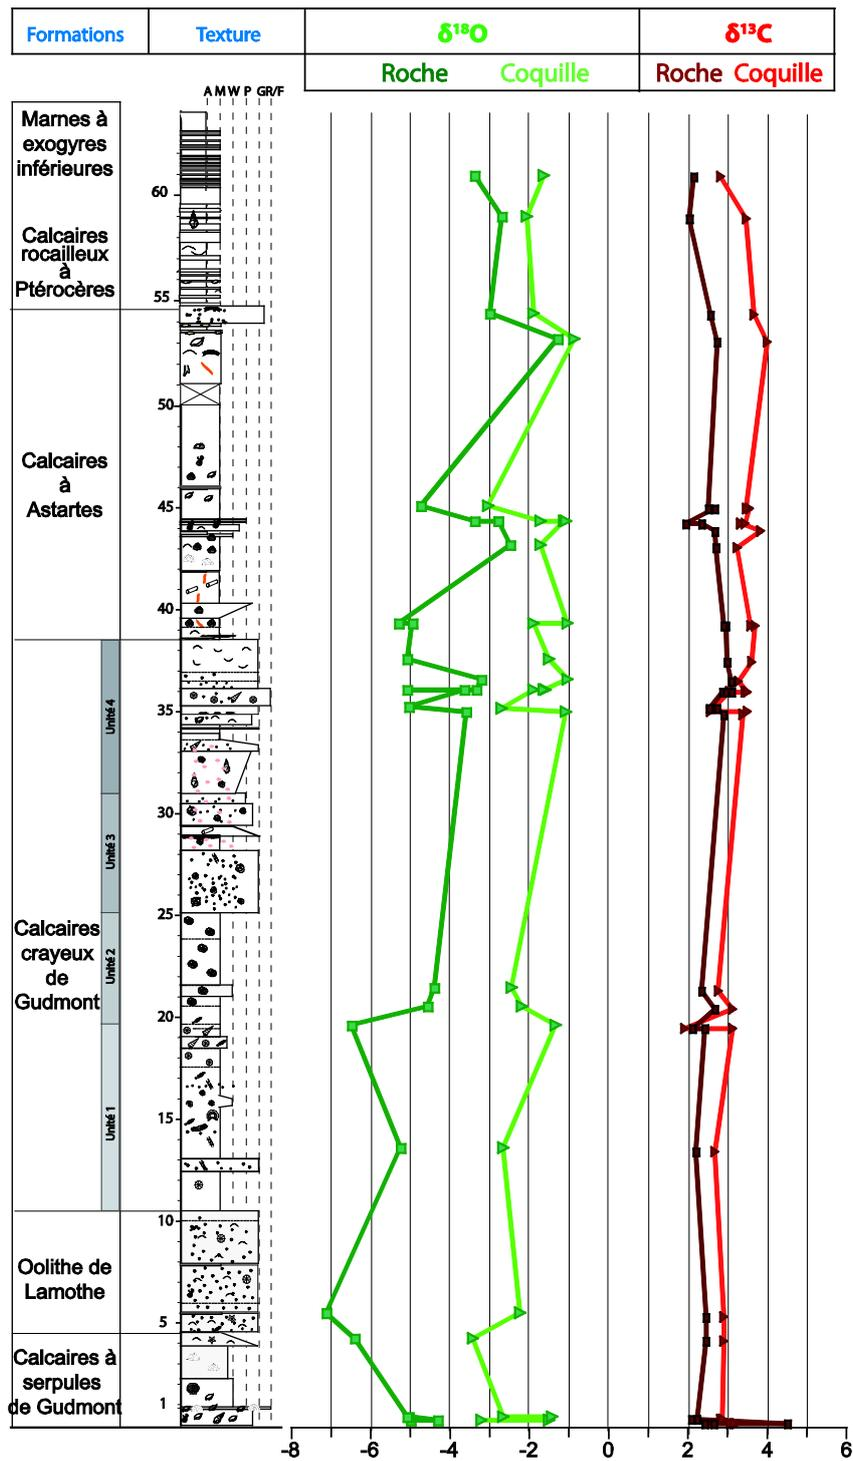 Formations Texture δ¹⁸O δ¹³C
Roche Coquille Roche Coquille
A M W P GR/F
Marnes à
exogyres
inférieures
60
Calcaires
rocailleux
à
Ptérocères
55
50
Calcaires
à
Astartes
45
40
Unité 4
35
30
Unité 3
25
Calcaires
crayeux
de
Gudmont
Unité 2
20
Unité 1
15
10
Oolithe de
Lamothe
5
Calcaires à
serpules
de Gudmont
1
-8 -6 -4 -2 0 2 4 6